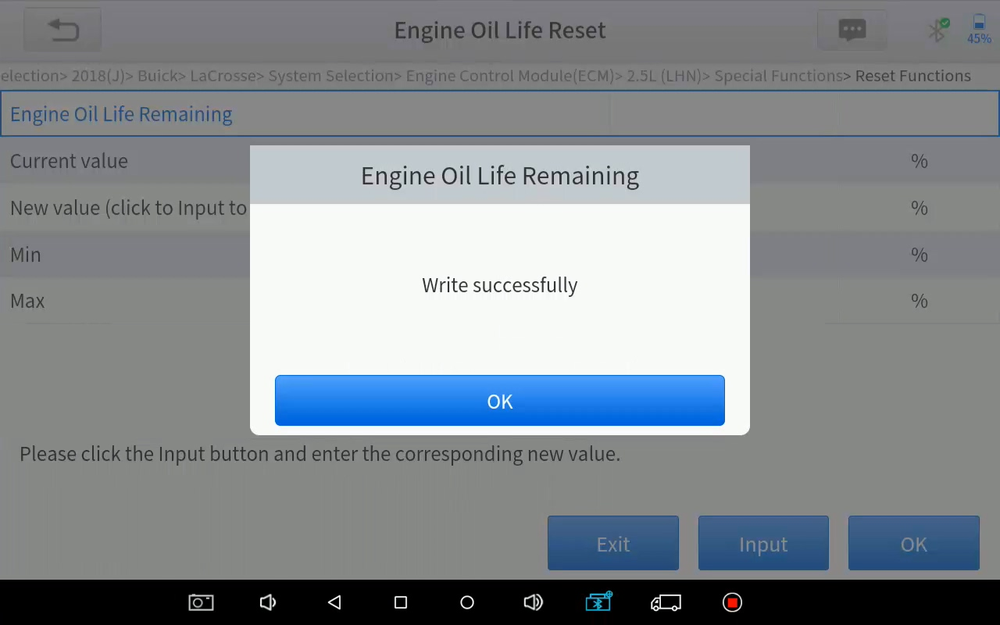 Engine Oil Life Reset
45%
election> 2018(J)> Buick> LaCrosse> System Selection> Engine Control Module(ECM)> 2.5L (LHN)> Special Functions> Reset Functions
Engine Oil Life Remaining
Current value %
New value (click to Input to %
Min %
Max %
Engine Oil Life Remaining
Write successfully
OK
Please click the Input button and enter the corresponding new value.
Exit Input OK